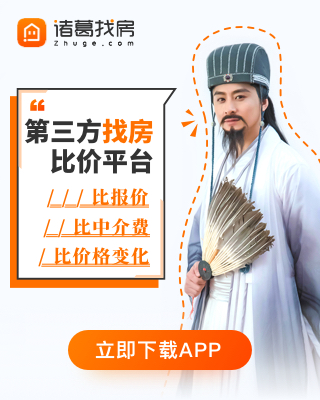 诸葛找房
Zhuge.com
“
第三方找房
比价平台
/ / / 比报价
/ / 比中介费
/ 比价格变化
立即下载APP